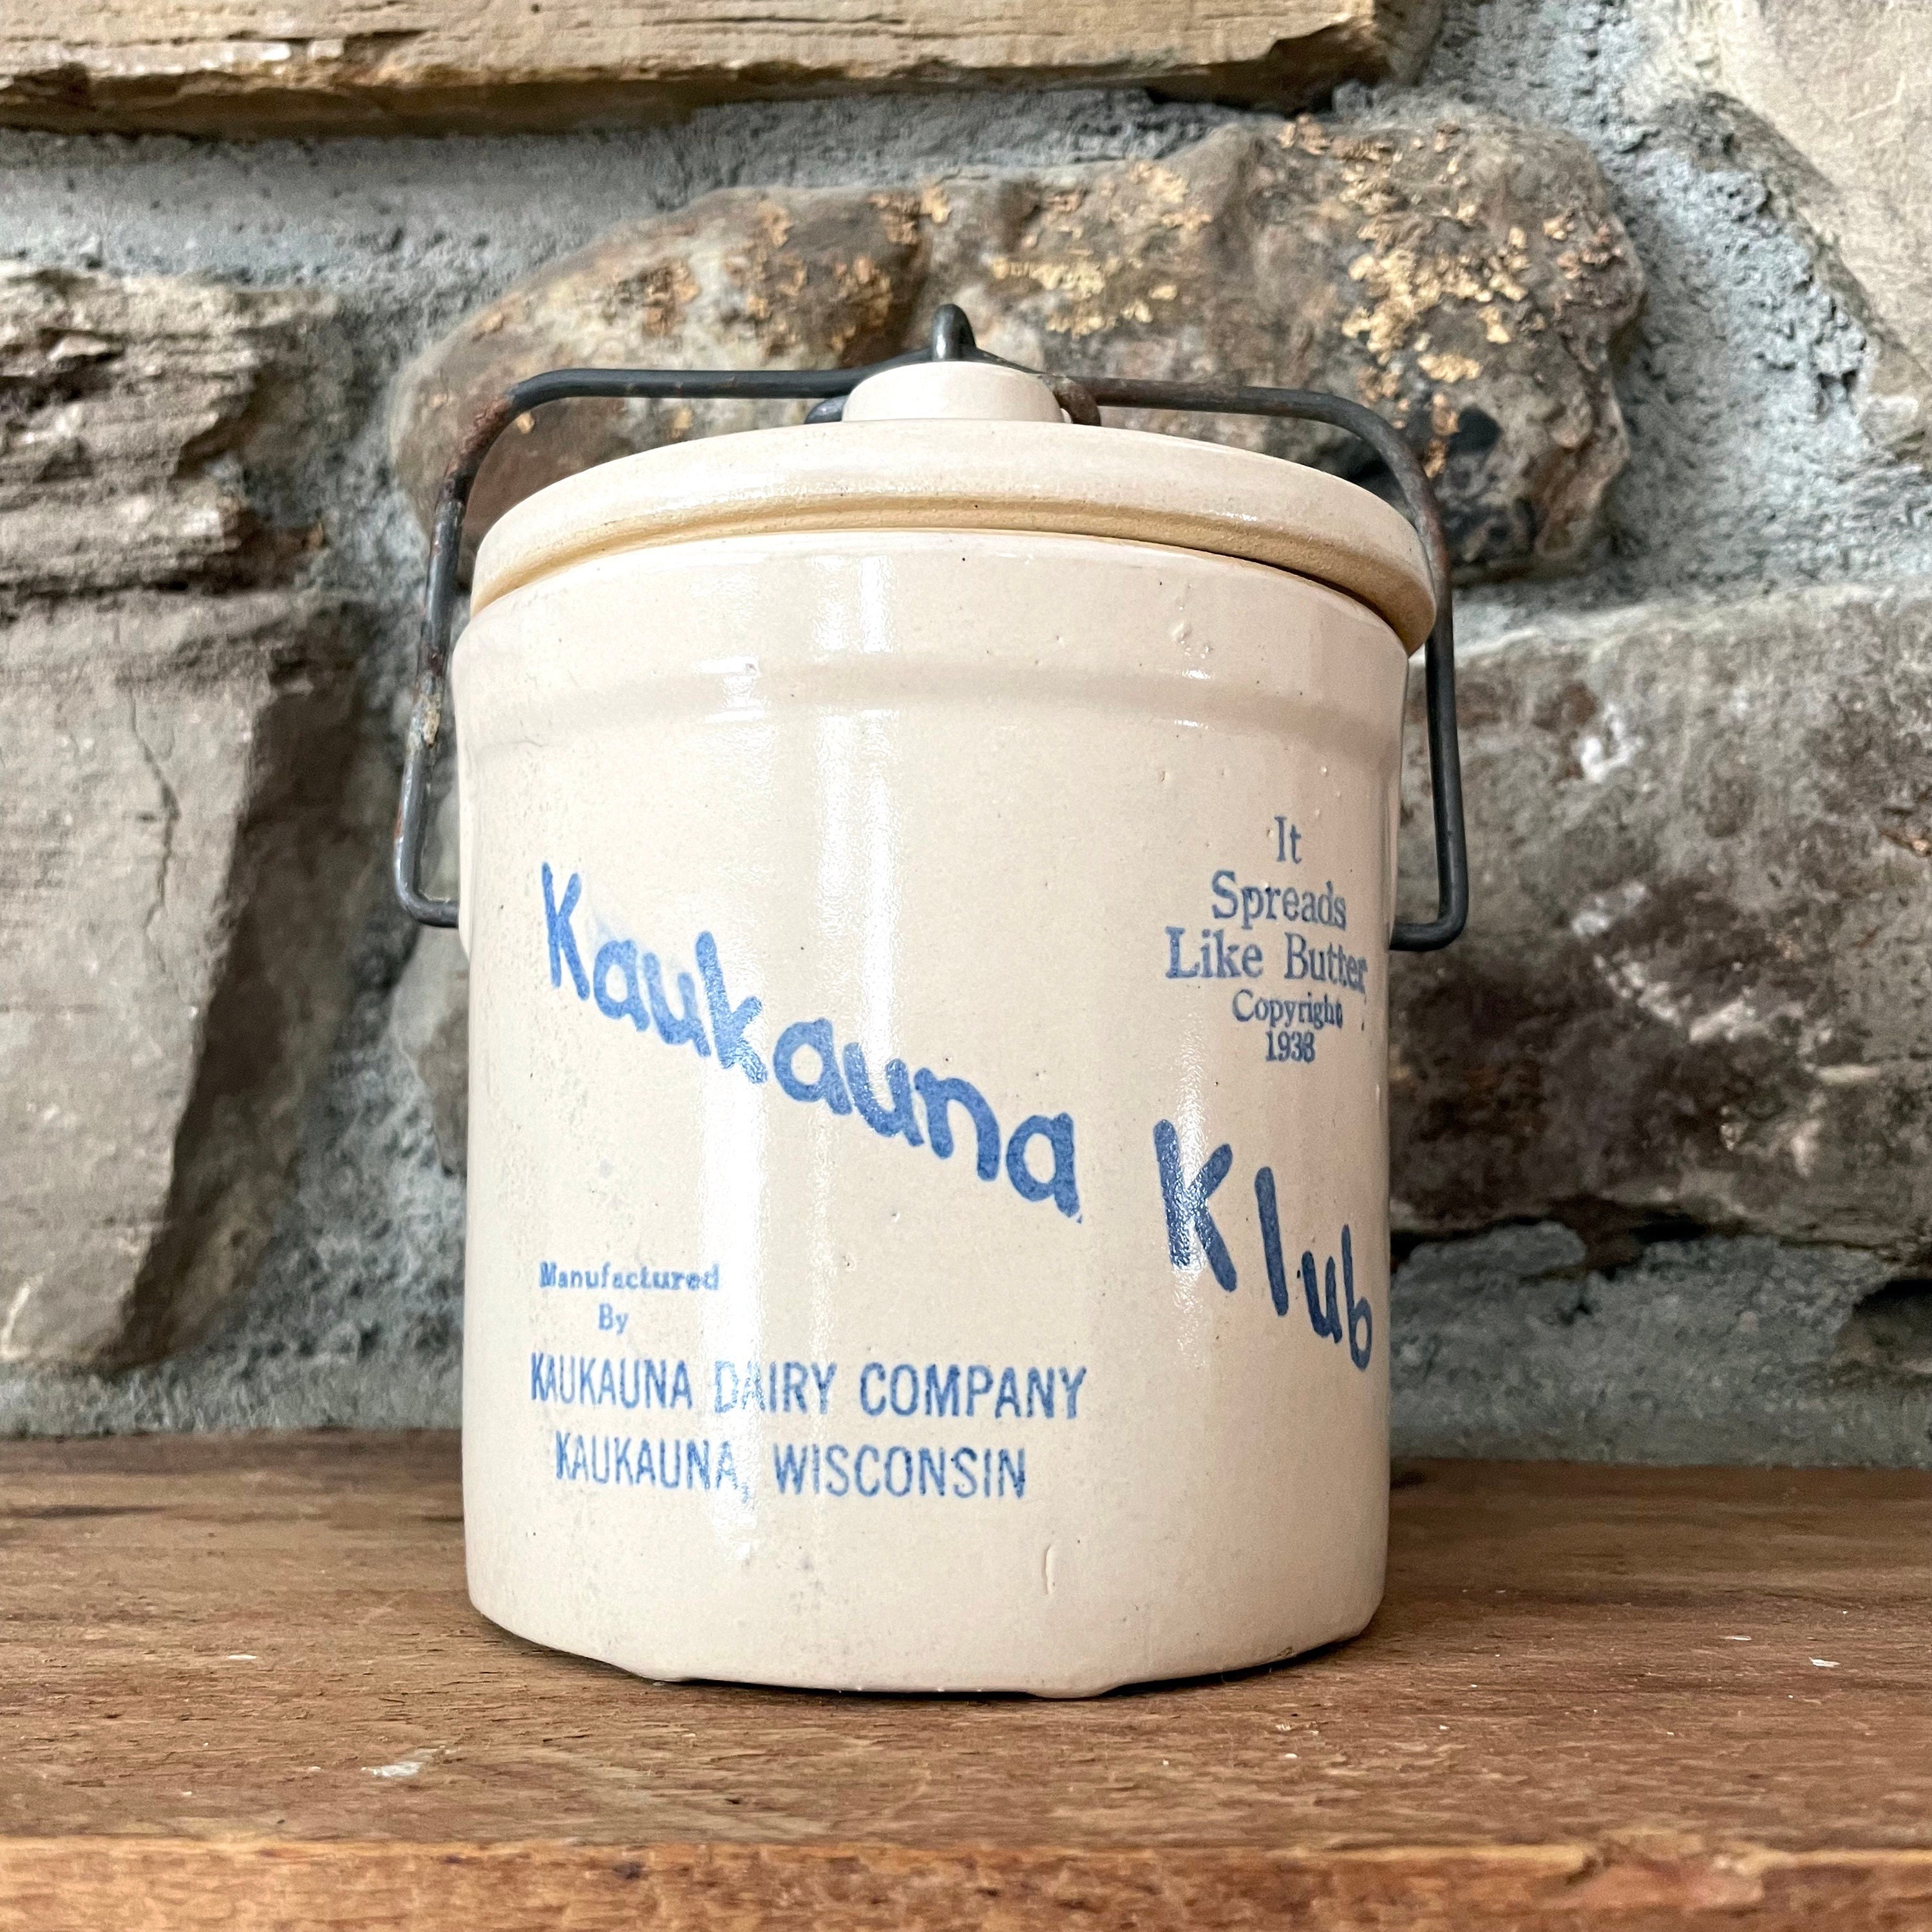 It
Spreads
Like Butter
Copyright
1938
Kaukauna Klub
Manufactured
By
KAUKAUNA DAIRY COMPANY
KAUKAUNA, WISCONSIN